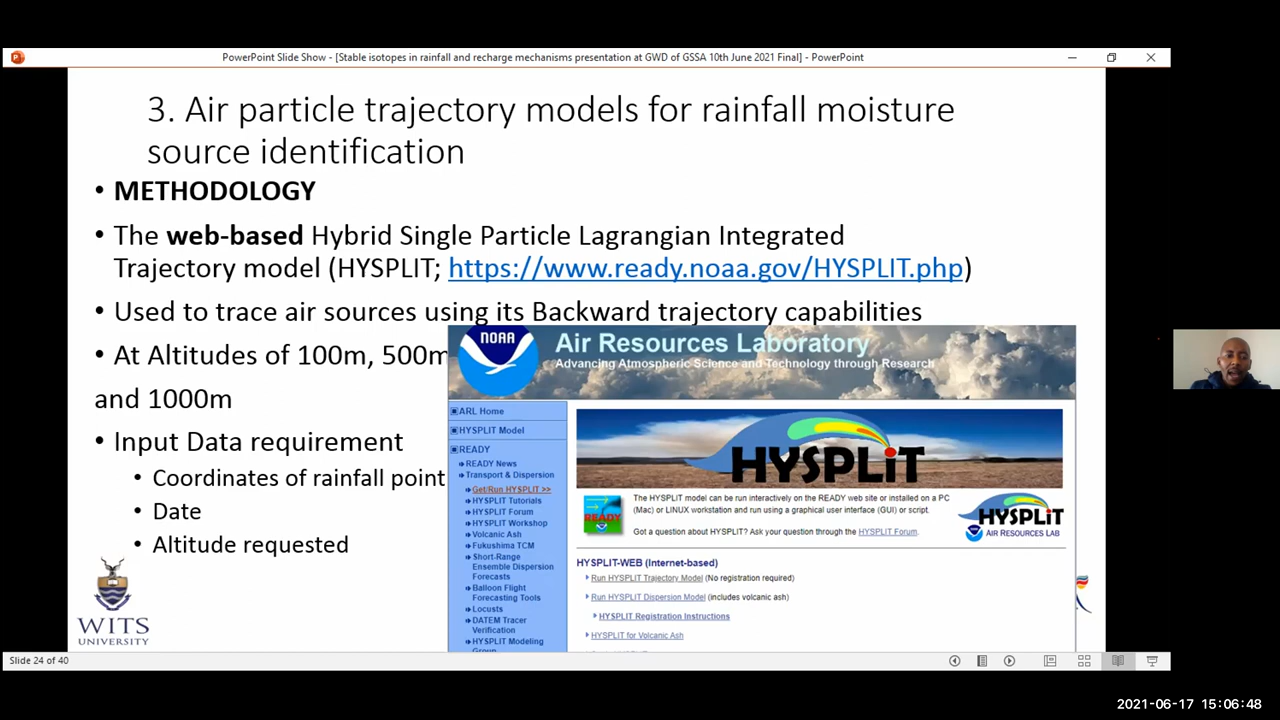 PowerPoint Slide Show - [Stable isotopes in rainfall and recharge mechanisms presentation at GWD of GSSA 10th June 2021 Final] - PowerPoint
3. Air particle trajectory models for rainfall moisture
source identification
• METHODOLOGY
• The web-based Hybrid Single Particle Lagrangian Integrated
Trajectory model (HYSPLIT; https://www.ready.noaa.gov/HYSPLIT.php)
• Used to trace air sources using its Backward trajectory capabilities
• At Altitudes of 100m, 500m
and 1000m
• Input Data requirement
• Coordinates of rainfall point
• Date
• Altitude requested
WITS
UNIVERSITY
NOAA
Air Resources Laboratory
Advancing Atmospheric Science and Technology through Research
ARL Home
HYSPLIT Model
READY
READY News
Transport & Dispersion
Get/Run HYSPLIT >>
HYSPLIT Tutorials
HYSPLIT Forum
HYSPLIT Workshop
Volcanic Ash
Fukushima TCM
Short-Range
Ensemble Dispersion
Forecasts
Balloon Flight
Forecasting Tools
Locusts
DATEM Tracer
Verification
HYSPLIT Modeling
HYSPLIT
READY
The HYSPLIT model can be run interactively on the READY web site or installed on a PC
(Mac) or LINUX workstation and run using a graphical user interface (GUI) or script.
Got a question about HYSPLIT? Ask your question through the HYSPLIT Forum.
HYSPLIT
AIR RESOURCES LAB
HYSPLIT-WEB (Internet-based)
Run HYSPLIT Trajectory Model (No registration required)
Run HYSPLIT Dispersion Model (includes volcanic ash)
HYSPLIT Registration Instructions
HYSPLIT for Volcanic Ash
Slide 24 of 40
2021-06-17 15:06:48